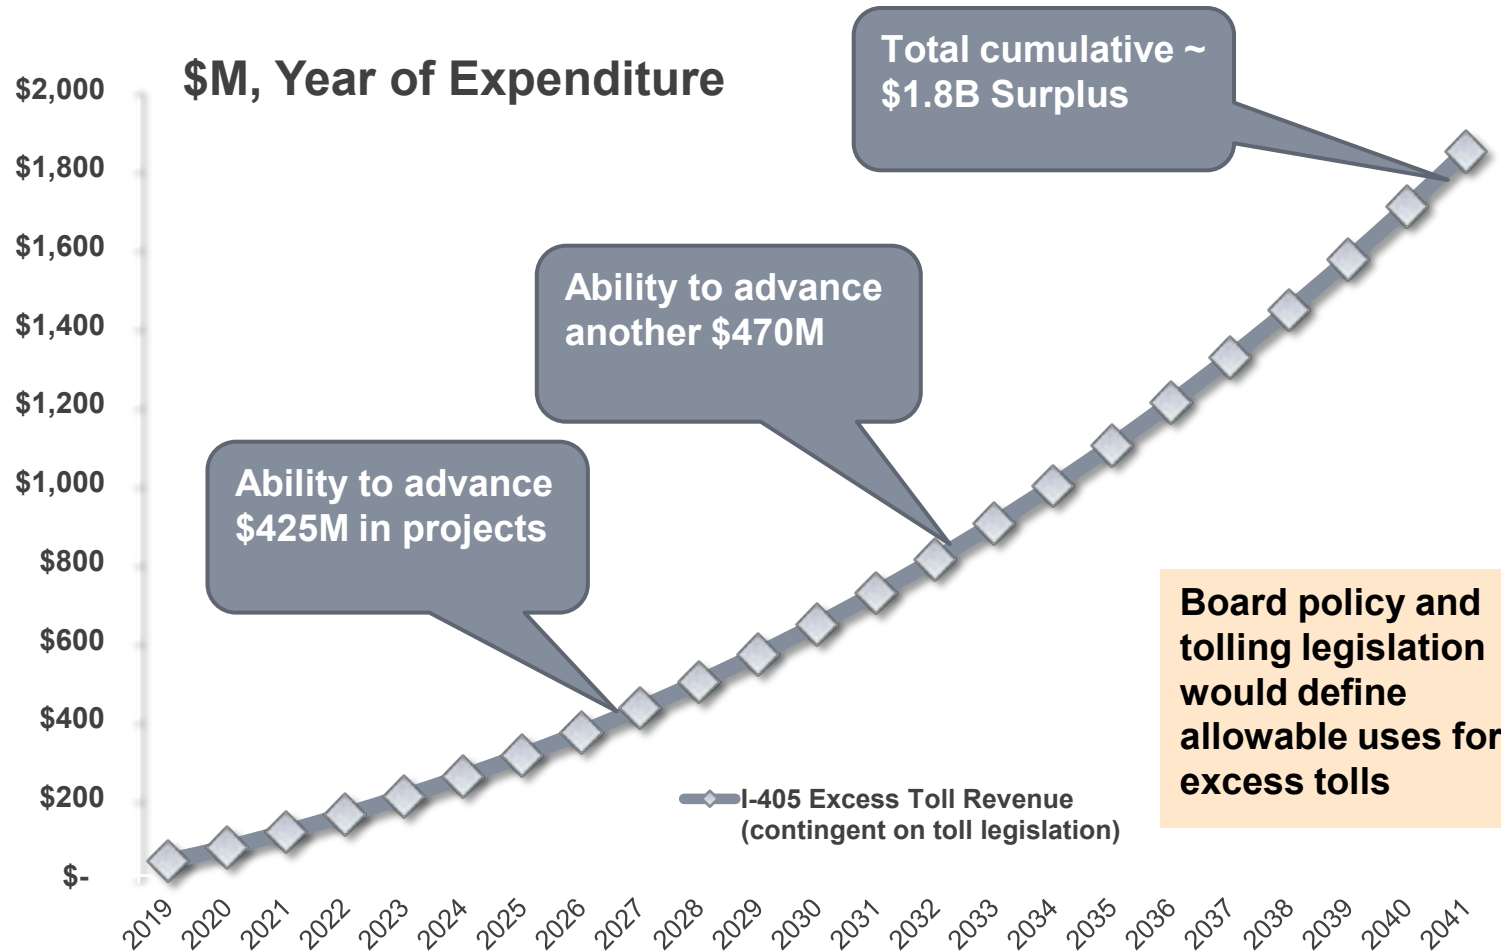 $M, Year of Expenditure
Total cumulative ~
$1.8B Surplus
Ability to advance
another $470M
Ability to advance
$425M in projects
Board policy and
tolling legislation
would define
allowable uses for
excess tolls
I-405 Excess Toll Revenue
(contingent on toll legislation)
$2,000
$1,800
$1,600
$1,400
$1,200
$1,000
$800
$600
$400
$200
$-
2019
2020
2021
2022
2023
2024
2025
2026
2027
2028
2029
2030
2031
2032
2033
2034
2035
2036
2037
2038
2039
2040
2041